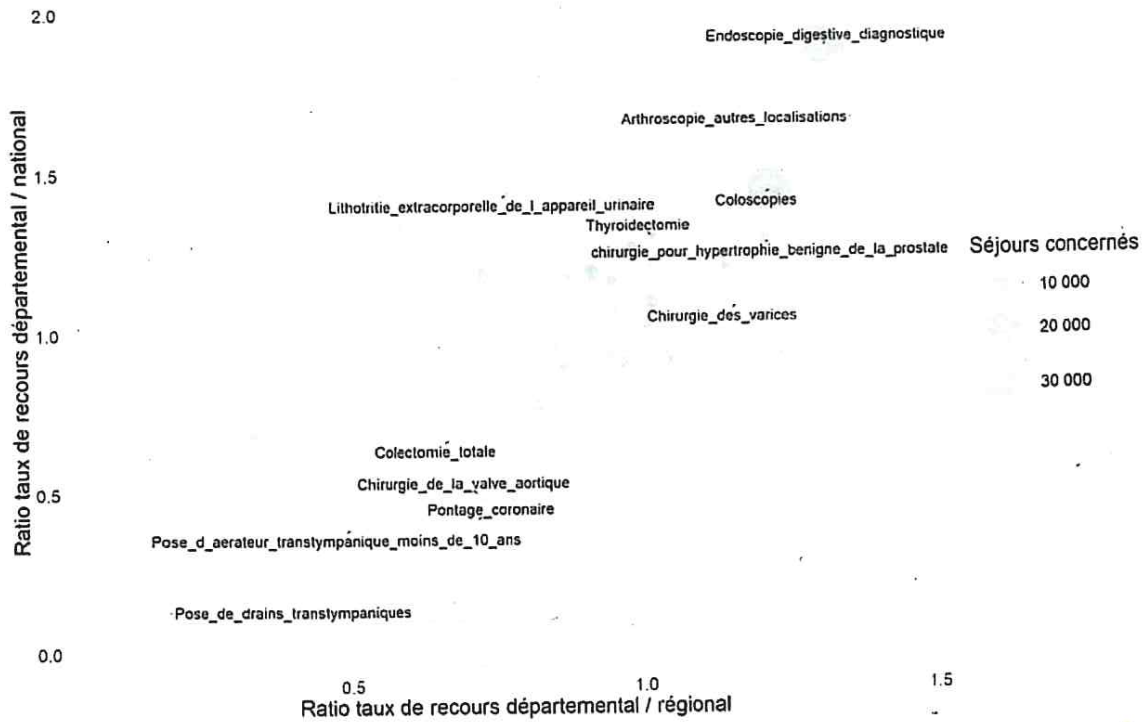 2.0
Endoscopie_digestive_diagnostique
Arthroscopie_autres_localisations
1.5
Lithotritie_extracorporelle_de_l_appareil_urinaire
Coloscopies
Thyroidectomie
chirurgie_pour_hypertrophie_benigne_de_la_prostate
Séjours concernés
10 000
Chirurgie_des_varices
20 000
1.0
30 000
Ratio taux de recours départemental / national
Colectomie_totale
Chirurgie_de_la_valve_aortique
0.5
Pontage_coronaire
Pose_d_aerateur_transtympanique_moins_de_10_ans
Pose_de_drains_transtympaniques
0.0
0.5
1.0
1.5
Ratio taux de recours départemental / régional